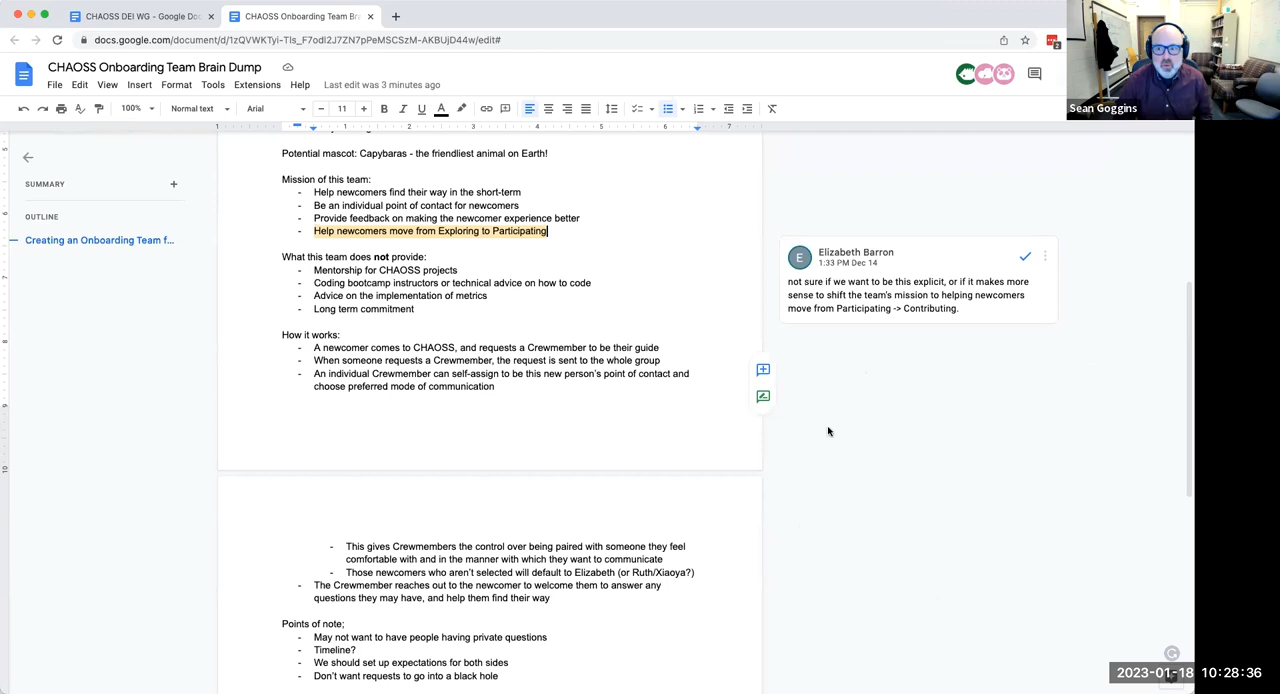 CHAOSS DEI WG - Google Doc
CHAOSS Onboarding Team Bra
docs.google.com/document/d/
2
CHAOSS Onboarding Team Brain Dump
File Edit View Insert Format Tools Extensions Help Last edit was 3 minutes ago
100% Normal text Arial 11
1 1 2 3 4 5 6 7
SUMMARY
OUTLINE
Creating an Onboarding Team f...
Potential mascot: Capybaras - the friendliest animal on Earth!
Mission of this team:
- Help newcomers find their way in the short-term
- Be an individual point of contact for newcomers
- Provide feedback on making the newcomer experience better
- Help newcomers move from Exploring to Participating
What this team does not provide:
- Mentorship for CHAOSS projects
- Coding bootcamp instructors or technical advice on how to code
- Advice on the implementation of metrics
- Long term commitment
How it works:
- A newcomer comes to CHAOSS, and requests a Crewmember to be their guide
- When someone requests a Crewmember, the request is sent to the whole group
- An individual Crewmember can self-assign to be this new person's point of contact and
choose preferred mode of communication
- This gives Crewmembers the control over being paired with someone they feel
comfortable with and in the manner with which they want to communicate
- Those newcomers who aren't selected will default to Elizabeth (or Ruth/Xiaoya?)
- The Crewmember reaches out to the newcomer to welcome them to answer any
questions they may have, and help them find their way
Points of note;
- May not want to have people having private questions
- Timeline?
- We should set up expectations for both sides
- Don't want requests to go into a black hole
E
Elizabeth Barron
1:33 PM Dec 14
not sure if we want to be this explicit, or if it makes more
sense to shift the team's mission to helping newcomers
move from Participating -> Contributing.
Sean Goggins
2023-01-18 10:28:36